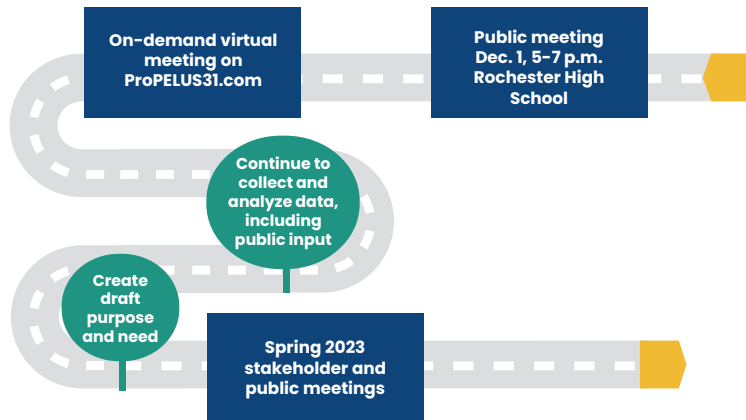 On-demand virtual
meeting on
ProPELUS31.com
Public meeting
Dec. 1, 5-7 p.m.
Rochester High
School
Continue to
collect and
analyze data,
including
public input
Create
draft
purpose
and need
Spring 2023
stakeholder and
public meetings